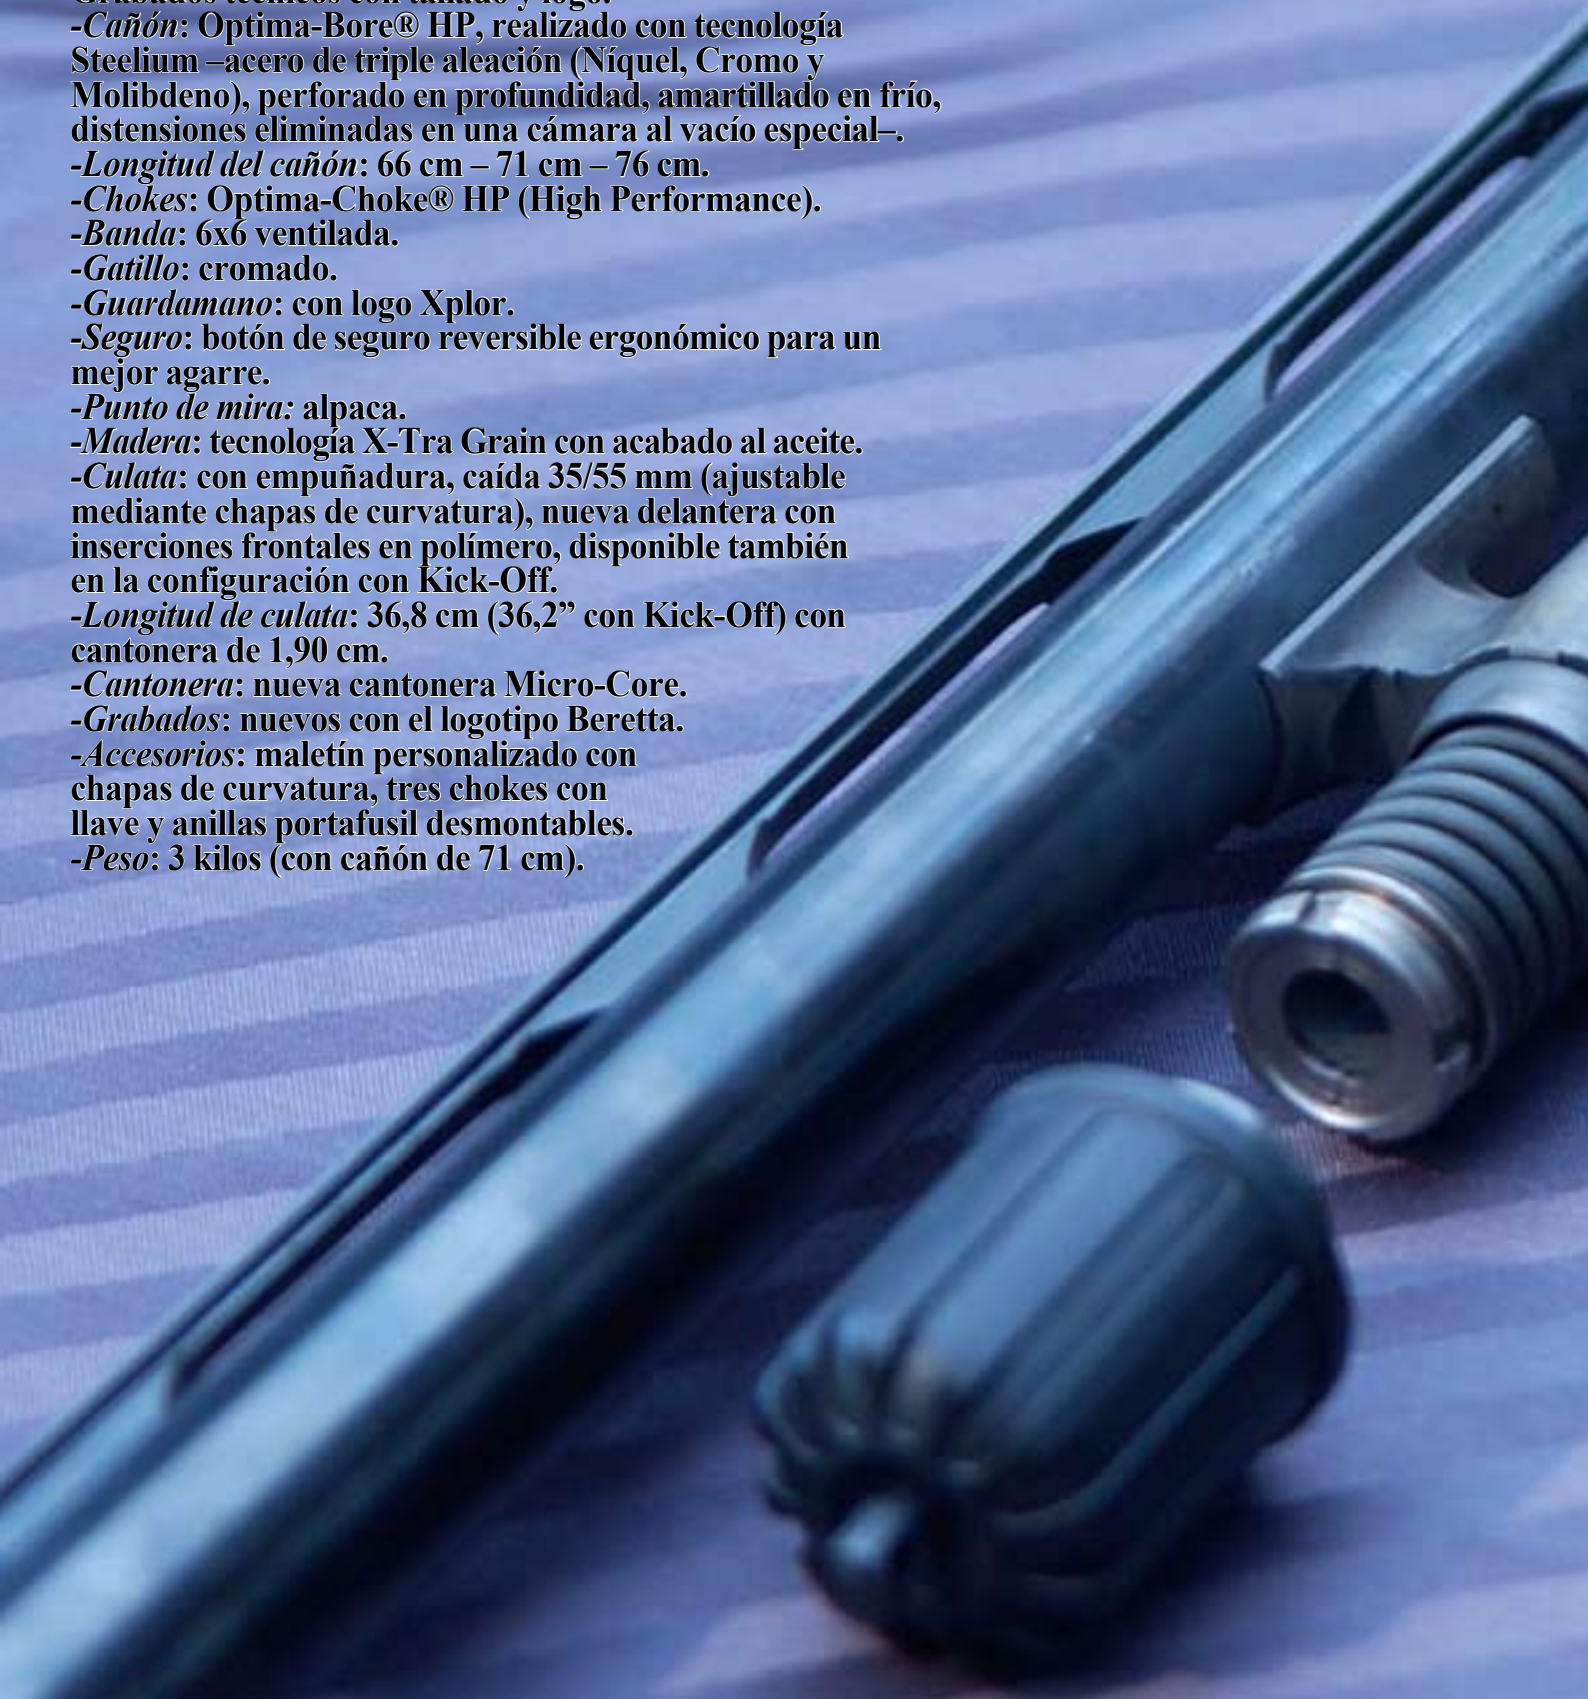 Grabados técnicos con tallado y logo.
-Cañón: Optima-Bore® HP, realizado con tecnología
Steelium –acero de triple aleación (Níquel, Cromo y
Molibdeno), perforado en profundidad, amartillado en frío,
distensiones eliminadas en una cámara al vacío especial–.
-Longitud del cañón: 66 cm – 71 cm – 76 cm.
-Chokes: Optima-Choke® HP (High Performance).
-Banda: 6x6 ventilada.
-Gatillo: cromado.
-Guardamano: con logo Xplor.
-Seguro: botón de seguro reversible ergonómico para un
mejor agarre.
-Punto de mira: alpaca.
-Madera: tecnología X-Tra Grain con acabado al aceite.
-Culata: con empuñadura, caída 35/55 mm (ajustable
mediante chapas de curvatura), nueva delantera con
inserciones frontales en polímero, disponible también
en la configuración con Kick-Off.
-Longitud de culata: 36,8 cm (36,2” con Kick-Off) con
cantonera de 1,90 cm.
-Cantonera: nueva cantonera Micro-Core.
-Grabados: nuevos con el logotipo Beretta.
-Accesorios: maletín personalizado con
chapas de curvatura, tres chokes con
llave y anillas portafusil desmontables.
-Peso: 3 kilos (con cañón de 71 cm).